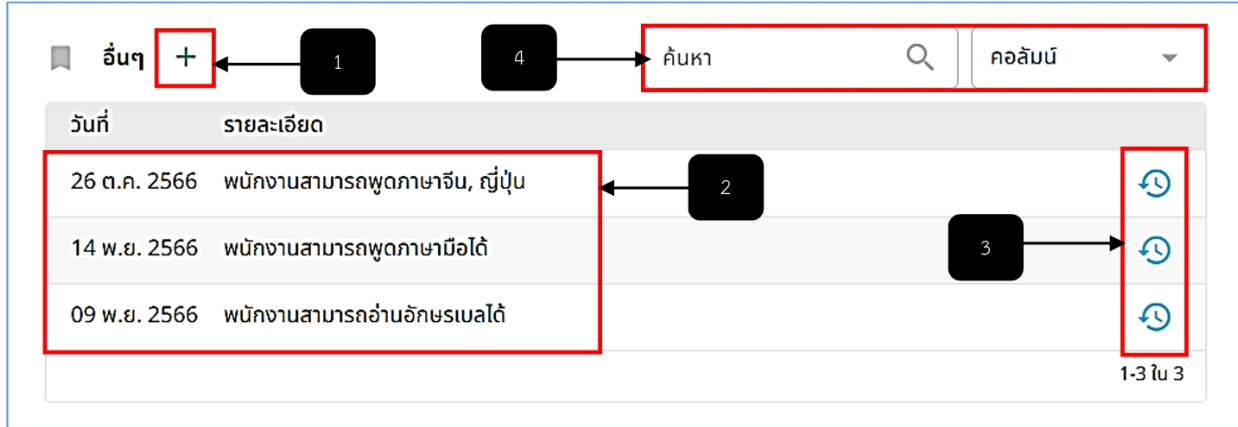 อื่นๆ + 1 4 ค้นหา คอลัมน์
วันที่ รายละเอียด
26 ต.ค. 2566 พนักงานสามารถพูดภาษาจีน, ญี่ปุ่น 2
14 พ.ย. 2566 พนักงานสามารถพูดภาษามือได้ 3
09 พ.ย. 2566 พนักงานสามารถอ่านอักษรเบลได้
1-3 ใน 3